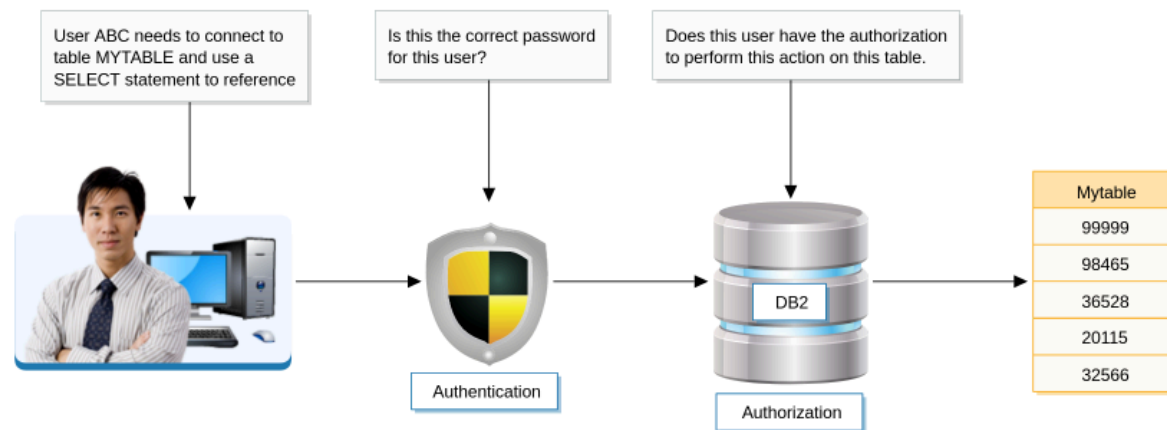 User ABC needs to connect to
table MYTABLE and use a
SELECT statement to reference
Is this the correct password
for this user?
Does this user have the authorization
to perform this action on this table.
Authentication
DB2
Authorization
Mytable
99999
98465
36528
20115
32566